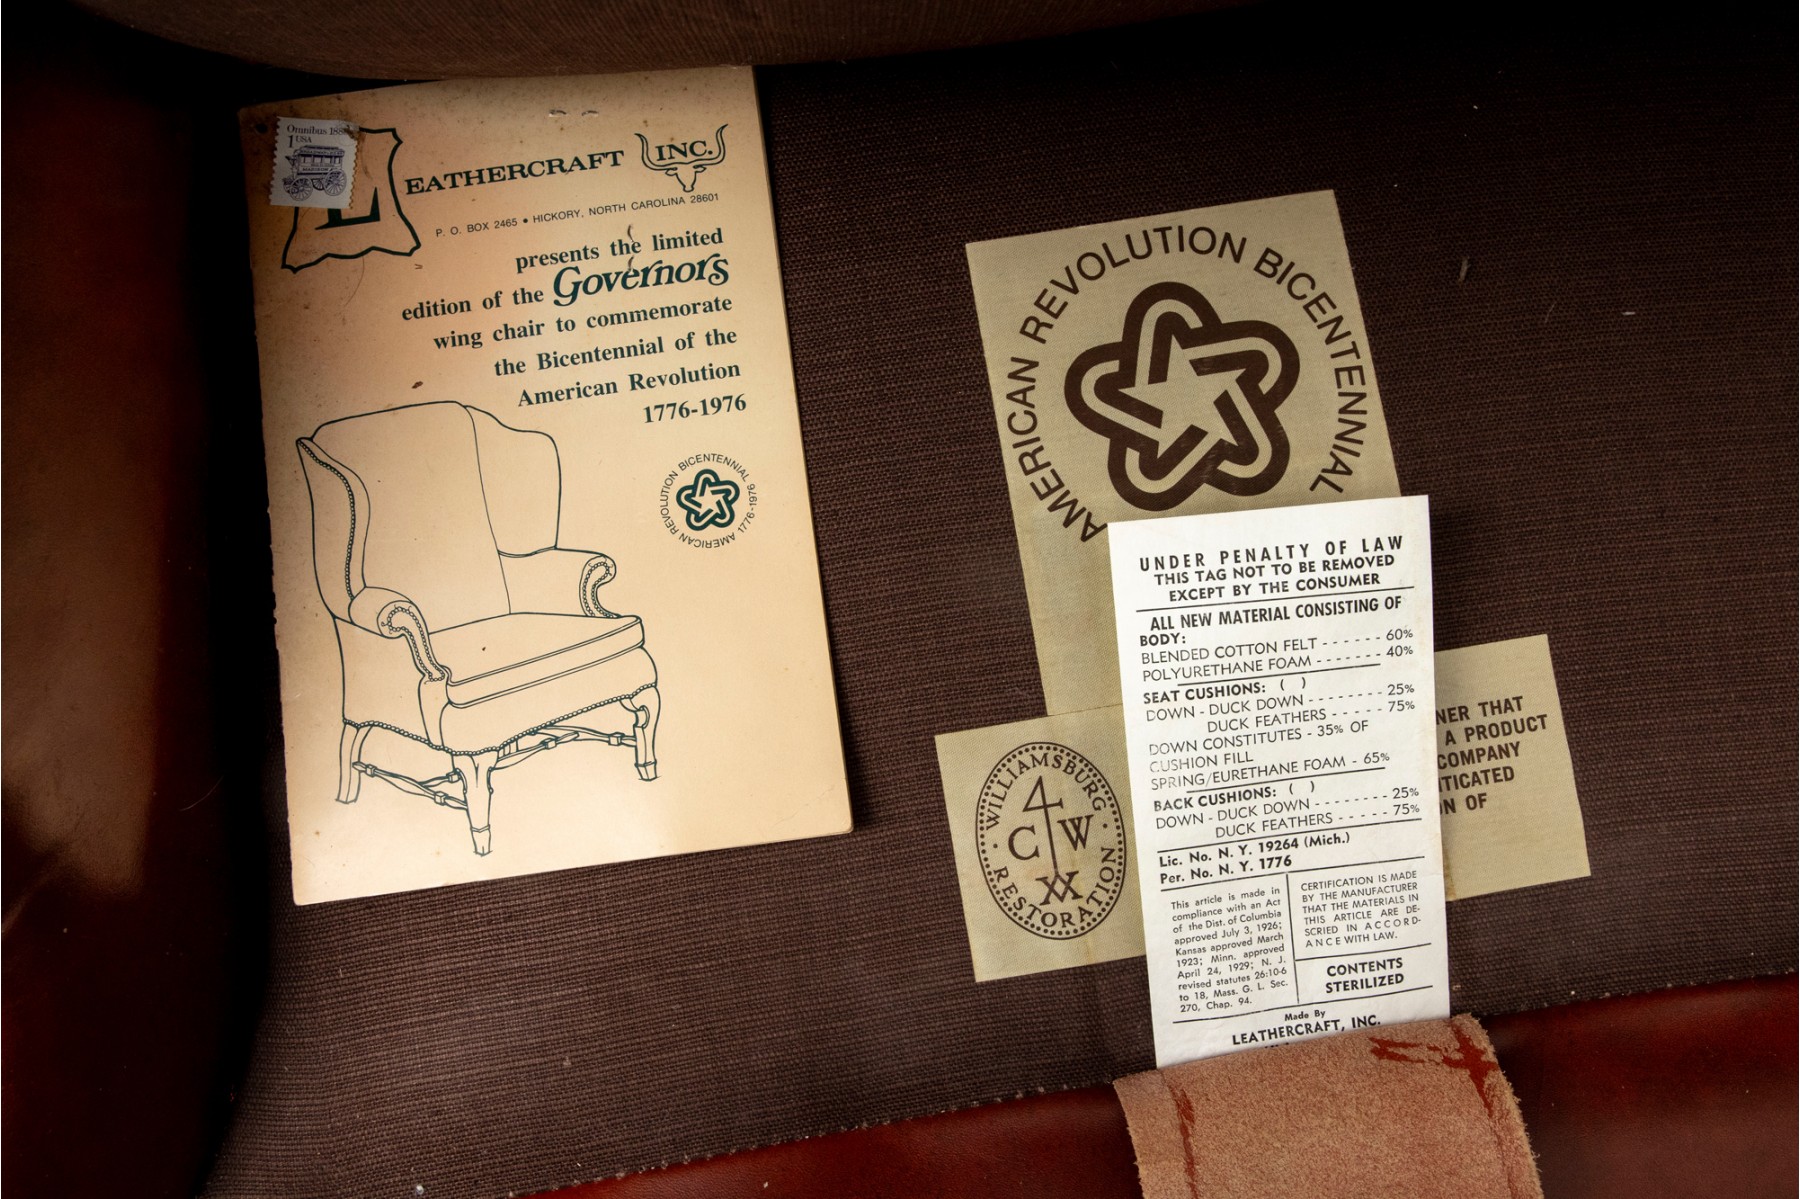 Omnibus 1880
1 USA
LEATHERCRAFT INC.
P. O. BOX 2465 • HICKORY, NORTH CAROLINA 28601
presents the limited
edition of the Governors
wing chair to commemorate
the Bicentennial of the
American Revolution
1776-1976
AMERICAN REVOLUTION BICENTENNIAL 1776-1976
AMERICAN REVOLUTION BICENTENNIAL
WILLIAMSBURG
CW
RESTORATION
NER THAT
A PRODUCT
COMPANY
TICATED
ON OF
UNDER PENALTY OF LAW
THIS TAG NOT TO BE REMOVED
EXCEPT BY THE CONSUMER
ALL NEW MATERIAL CONSISTING OF
BODY:
BLENDED COTTON FELT - - - - - - 60%
POLYURETHANE FOAM - - - - - - - 40%
SEAT CUSHIONS: ( )
DOWN - DUCK DOWN - - - - - - - - 25%
DUCK FEATHERS - - - - - 75%
DOWN CONSTITUTES - 35% OF
CUSHION FILL
SPRING/EURETHANE FOAM - 65%
BACK CUSHIONS: ( )
DOWN - DUCK DOWN - - - - - - - - 25%
DUCK FEATHERS - - - - - 75%
Lic. No. N. Y. 19264 (Mich.)
Per. No. N. Y. 1776
This article is made in
compliance with an Act
of the Dist. of Columbia
approved July 3, 1926;
Kansas approved March
1923; Minn. approved
April 24, 1929; N. J.
revised statutes 26:10-6
to 18, Mass. G. L. Sec.
270, Chap. 94.
CERTIFICATION IS MADE
BY THE MANUFACTURER
THAT THE MATERIALS IN
THIS ARTICLE ARE DE-
SCRIED IN ACCORD-
ANCE WITH LAW.
CONTENTS
STERILIZED
Made By
LEATHERCRAFT, INC.